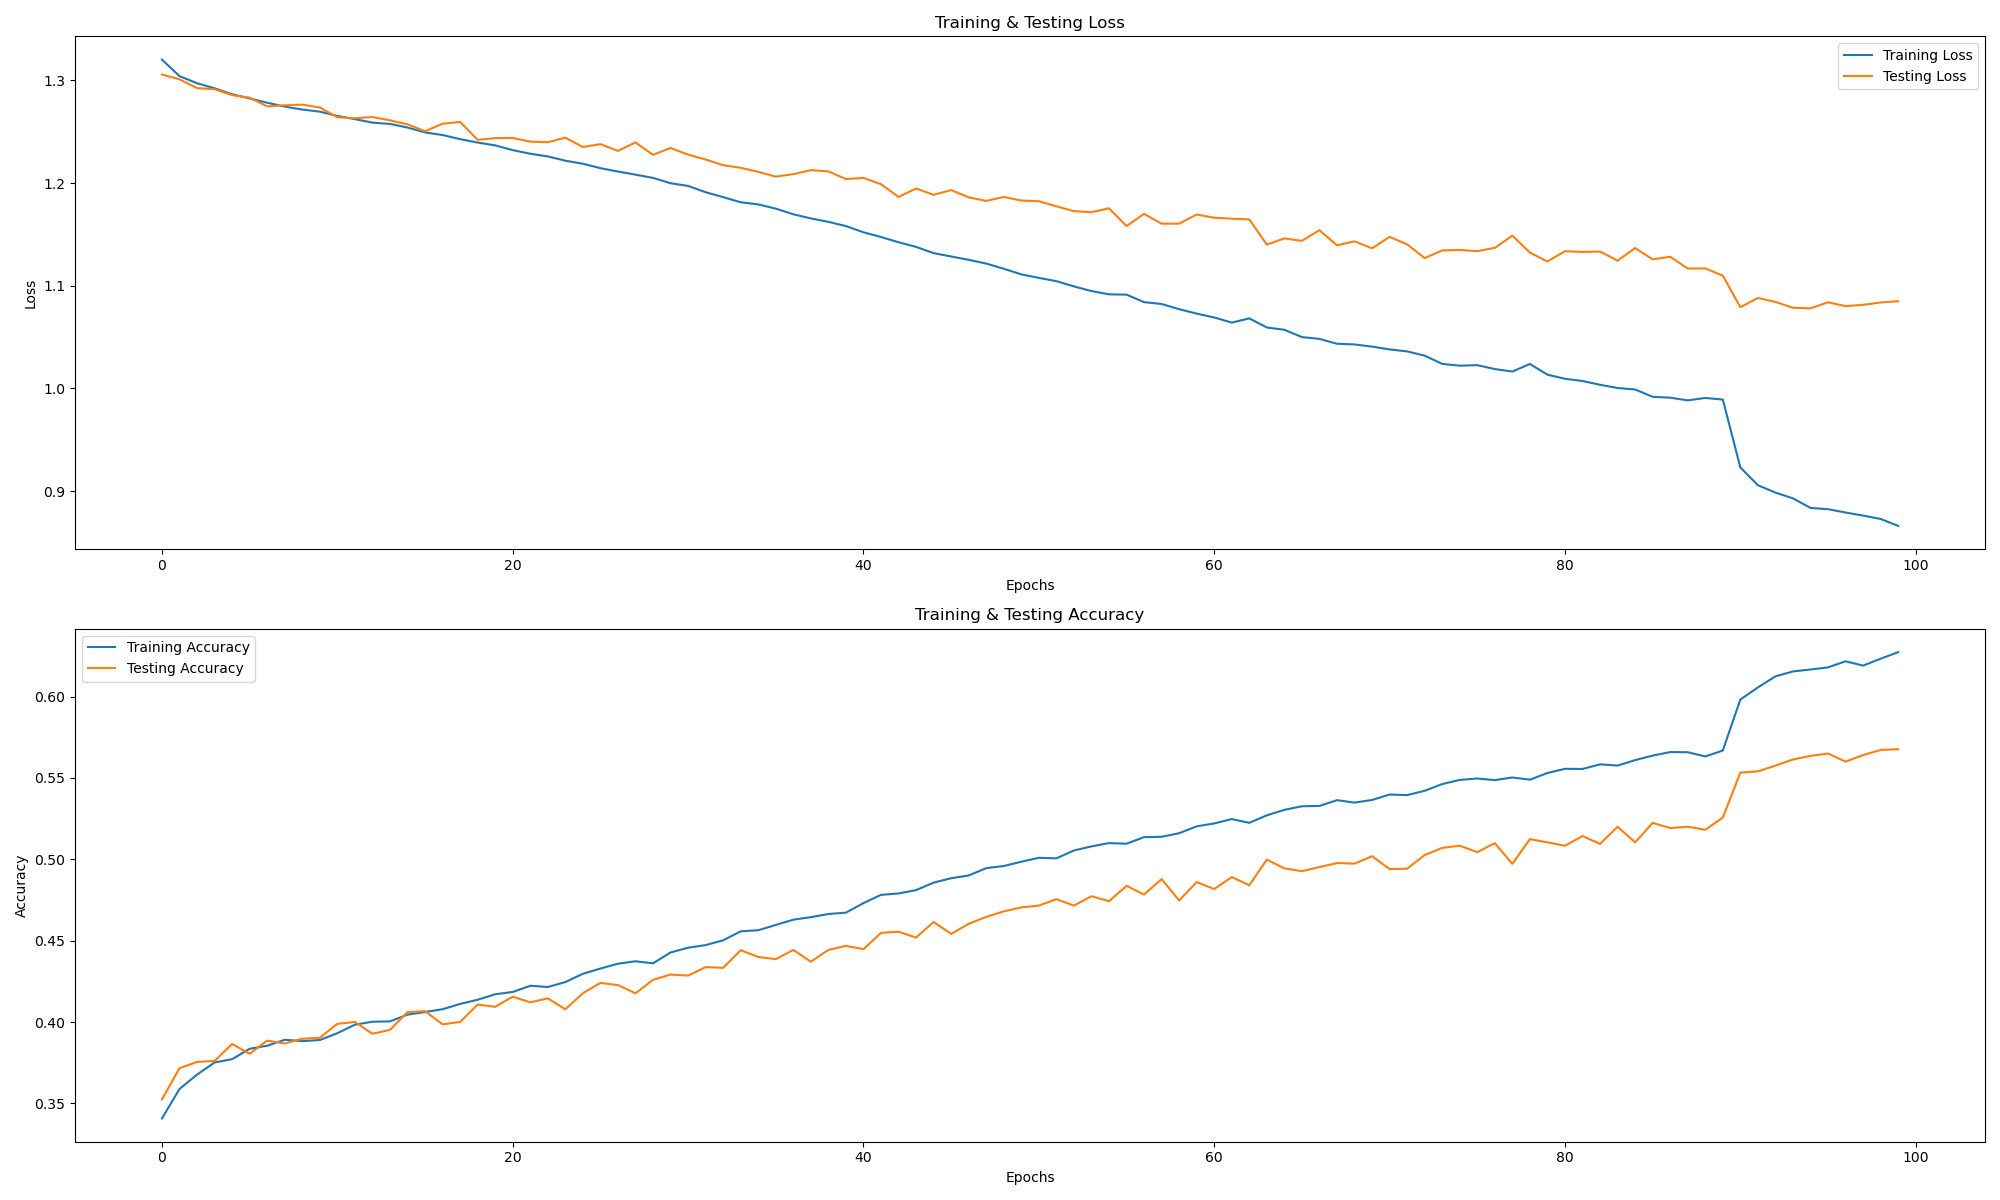 Training & Testing Loss
Training Loss
Testing Loss
1.3
1.2
1.1
1.0
0.9
Loss
0 20 40 60 80 100
Epochs
Training & Testing Accuracy
Training Accuracy
Testing Accuracy
0.60
0.55
0.50
0.45
0.40
0.35
Accuracy
0 20 40 60 80 100
Epochs